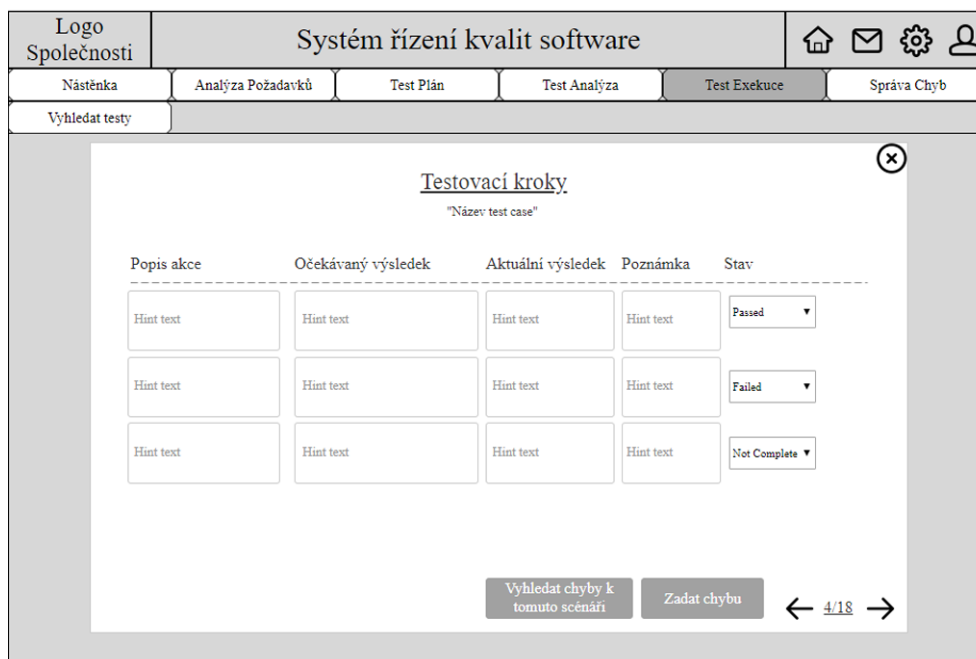 Logo
Společnosti
Systém řízení kvalit software
Nástěnka
Analýza Požadavků
Test Plán
Test Analýza
Test Exekuce
Správa Chyb
Vyhledat testy
Testovací kroky
"Název test case"
Popis akce
Očekávaný výsledek
Aktuální výsledek
Poznámka
Stav
Hint text
Hint text
Hint text
Hint text
Passed
Hint text
Hint text
Hint text
Hint text
Failed
Hint text
Hint text
Hint text
Hint text
Not Complete
Vyhledat chyby k
tomuto scénáři
Zadat chybu
4/18